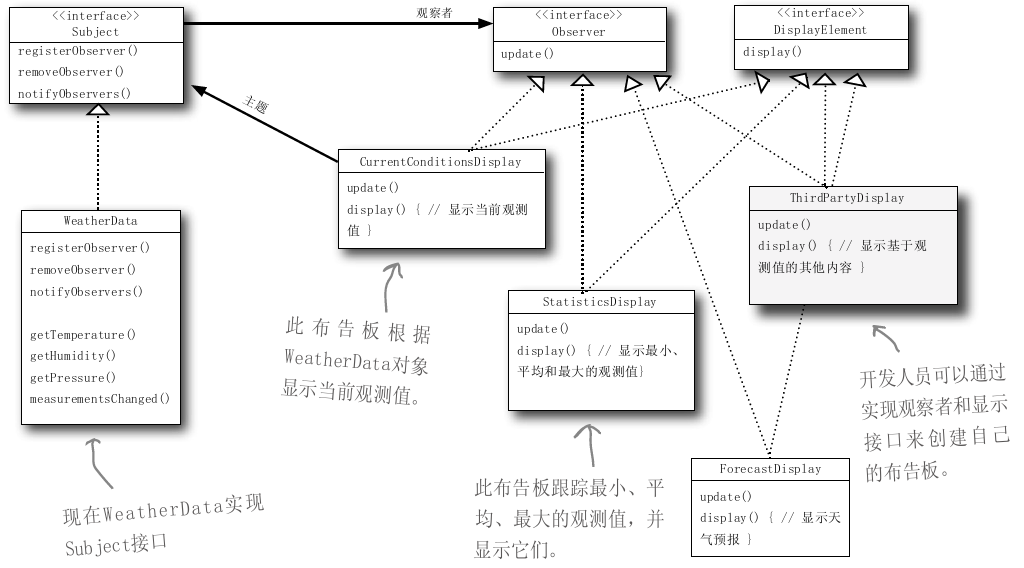 <<interface>>
Subject
registerObserver()
removeObserver()
notifyObservers()
观察者
<<interface>>
Observer
update()
<<interface>>
DisplayElement
display()
主题
CurrentConditionsDisplay
update()
display() { // 显示当前观测
值 }
ThirdPartyDisplay
update()
display() { // 显示基于观
测值的其他内容 }
WeatherData
registerObserver()
removeObserver()
notifyObservers()
getTemperature()
getHumidity()
getPressure()
measurementsChanged()
StatisticsDisplay
update()
display() { // 显示最小、
平均和最大的观测值}
此布告板根据
WeatherData对象
显示当前观测值。
开发人员可以通过
实现观察者和显示
接口来创建自己
的布告板。
ForecastDisplay
update()
display() { // 显示天
气预报 }
现在WeatherData实现
Subject接口
此布告板跟踪最小、平
均、最大的观测值，并
显示它们。